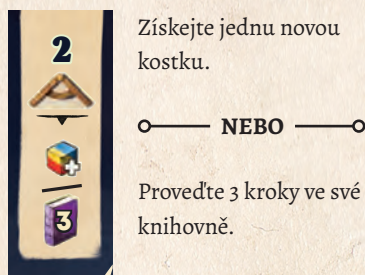 2
Získejte jednu novou
kostku.
NEBO
3
Proveďte 3 kroky ve své
knihovně.